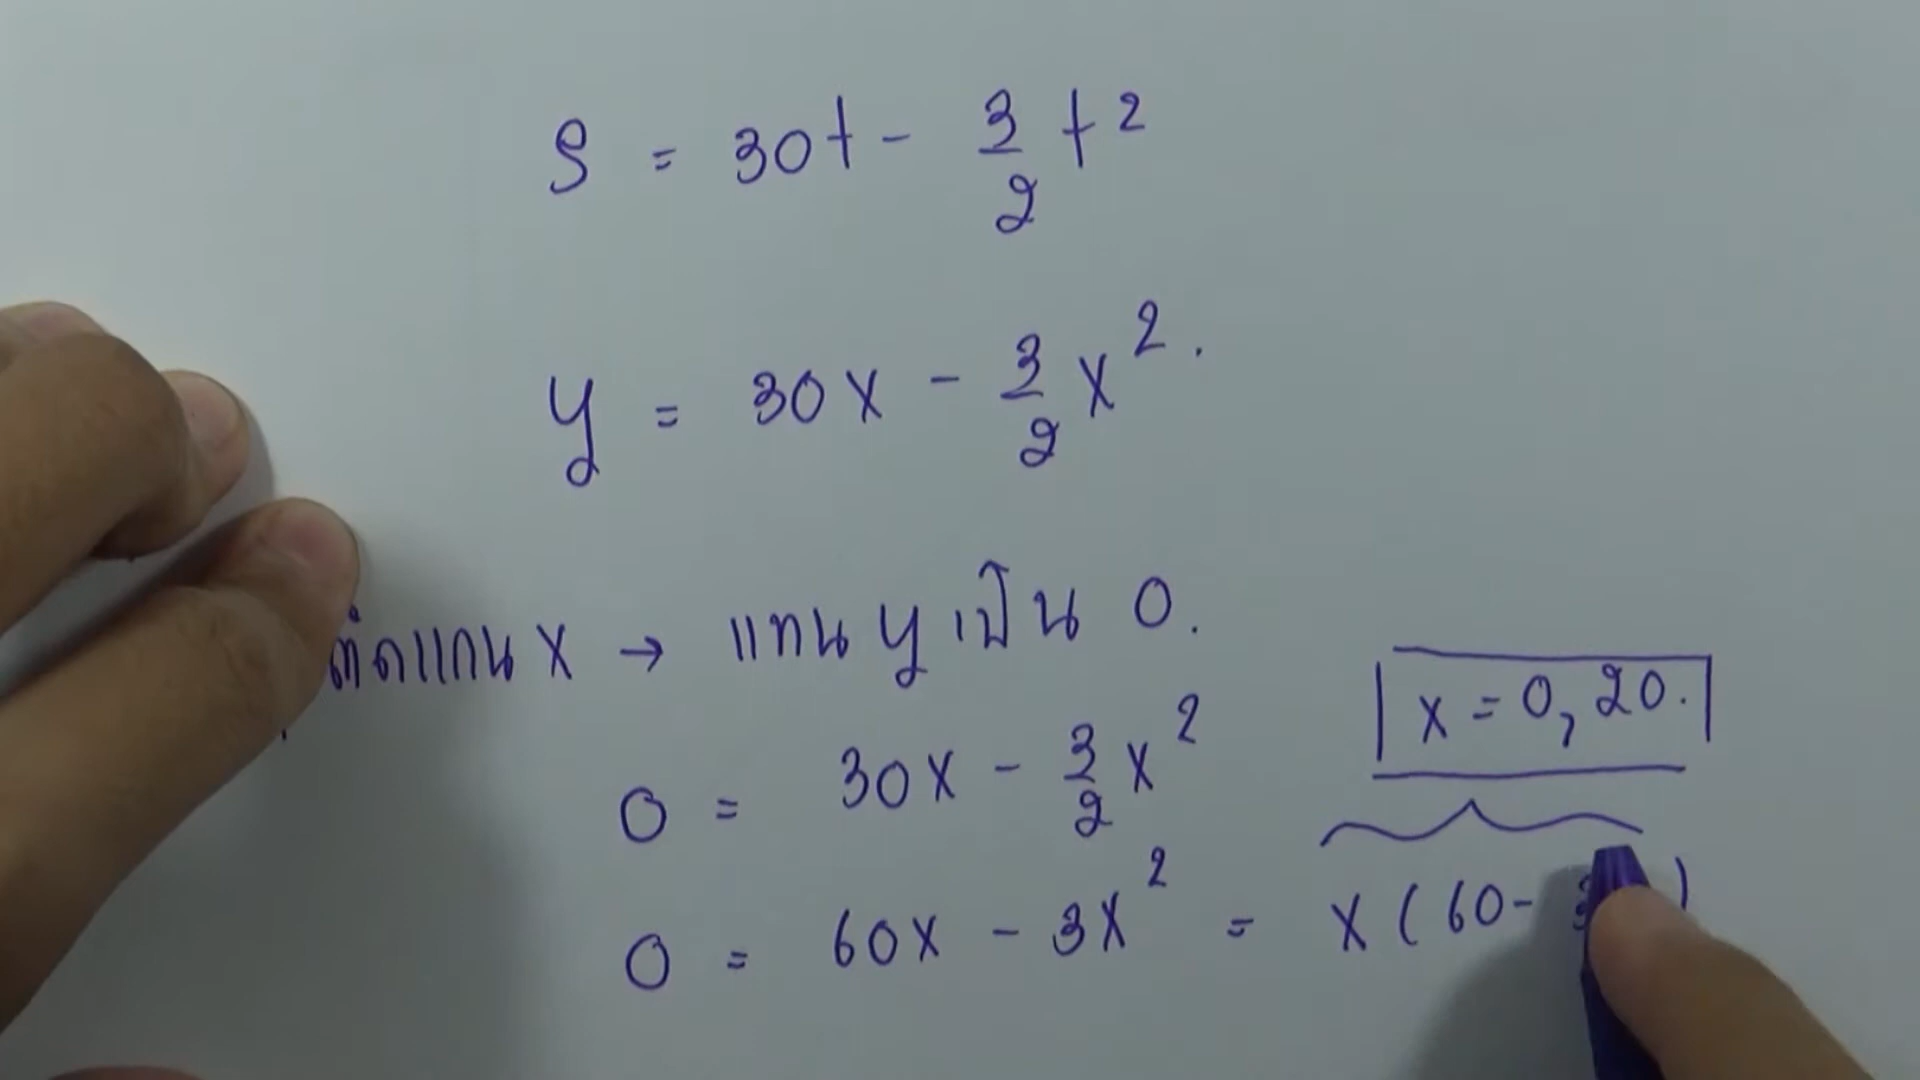 S = 30t - 3/2 t²
y = 30x - 3/2 x².
ตัดแกน x → แทน y เป็น 0.
0 = 30x - 3/2 x²
x = 0, 20.
0 = 60x - 3x² = x(60 - )